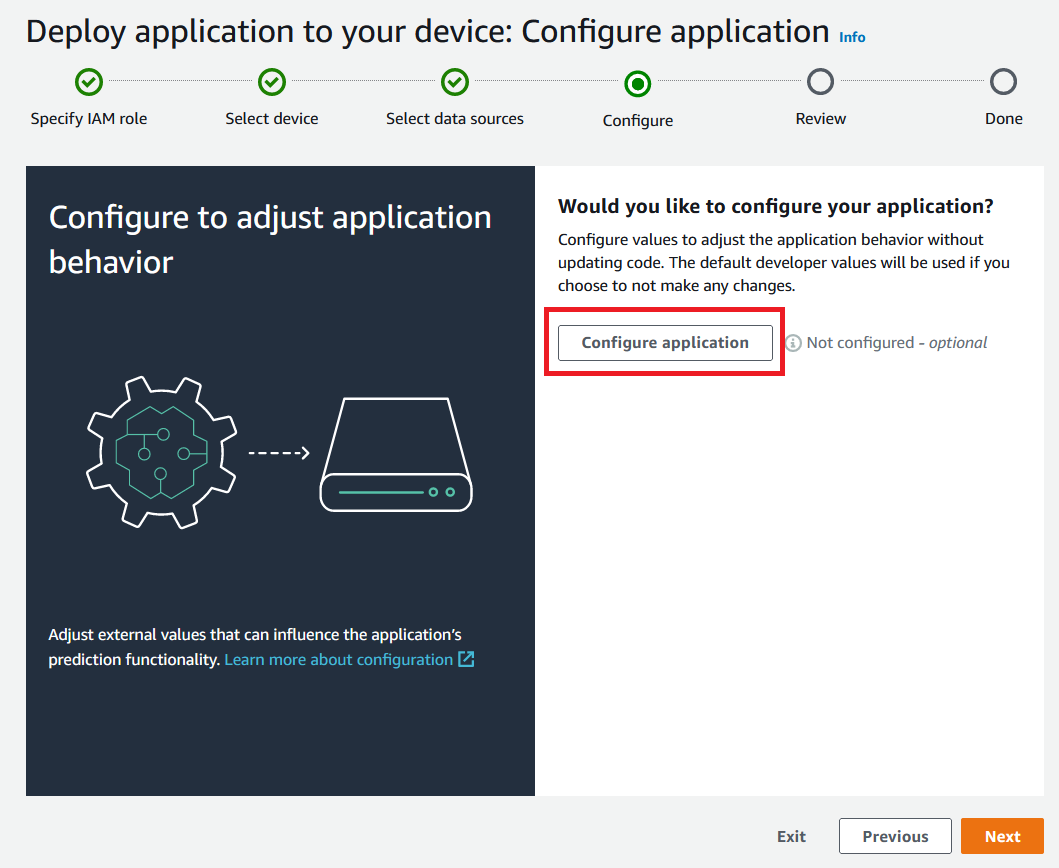 Deploy application to your device: Configure application Info
Specify IAM role
Select device
Select data sources
Configure
Review
Done
Configure to adjust application
behavior
Adjust external values that can influence the application's
prediction functionality. Learn more about configuration
Would you like to configure your application?
Configure values to adjust the application behavior without
updating code. The default developer values will be used if you
choose to not make any changes.
Configure application
Not configured - optional
Exit
Previous
Next